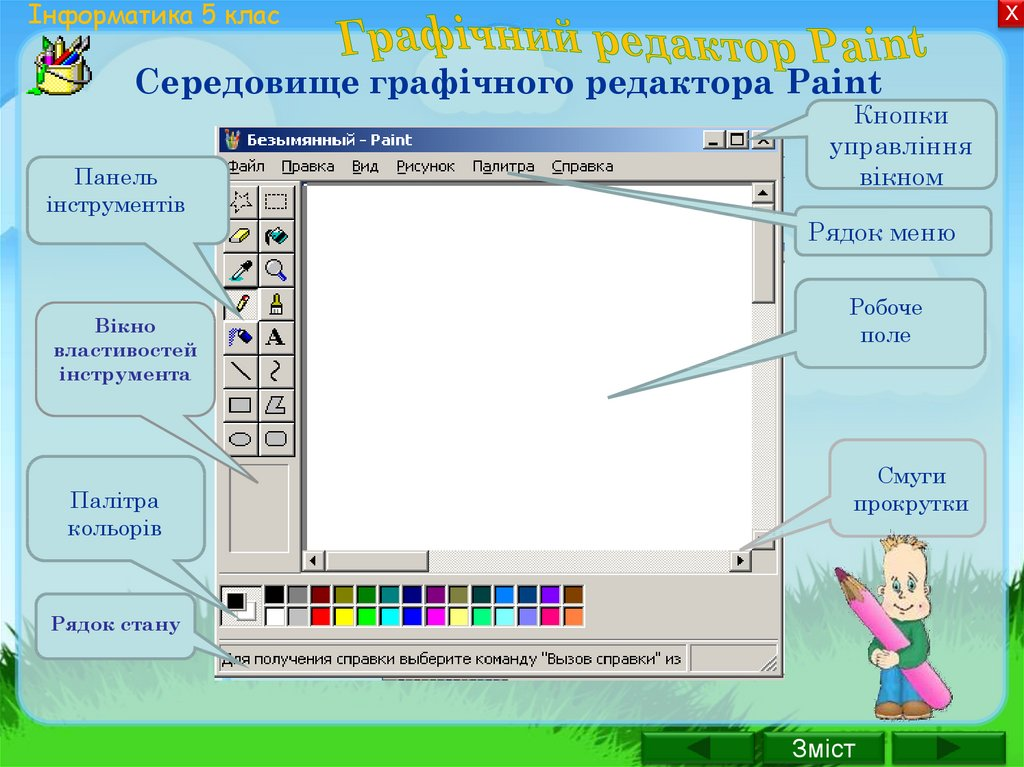 Інформатика 5 клас
X
Графічний редактор Paint
Середовище графічного редактора Paint
Кнопки
управління
вікном
Безымянный - Paint
Файл Правка Вид Рисунок Палитра Справка
Панель
інструментів
Рядок меню
Робоче
поле
Вікно
властивостей
інструмента
A
Смуги
прокрутки
Палітра
кольорів
Рядок стану
Для получения справки выберите команду "Вызов справки" из
Зміст